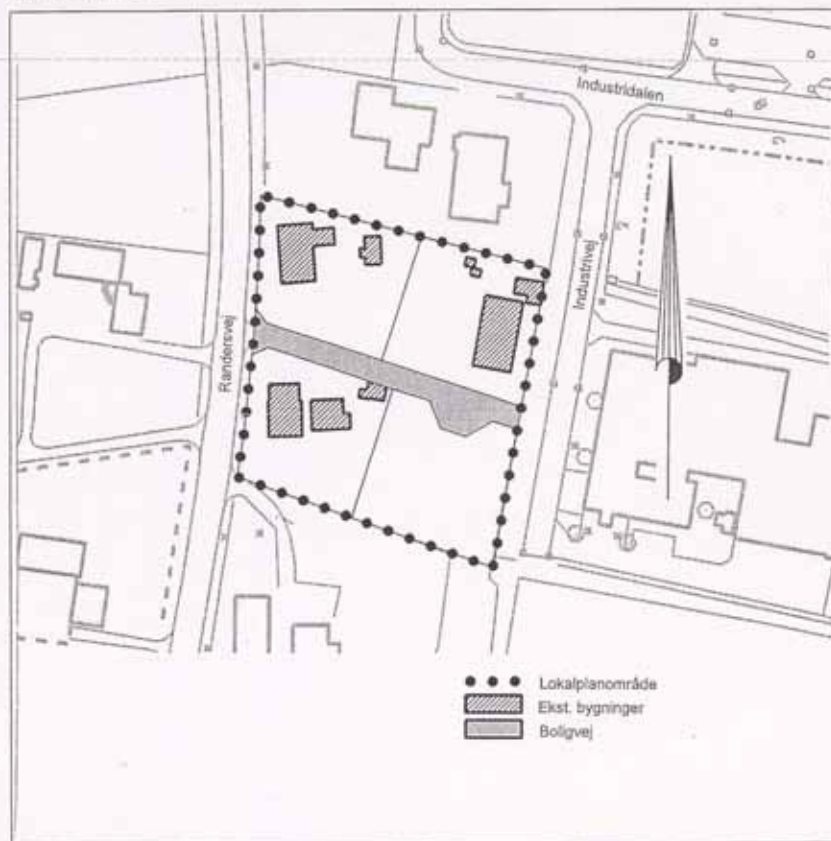 Industridalen
Industrivej
Randersvej
Lokalplanområde
Ekst. bygninger
Boligvej